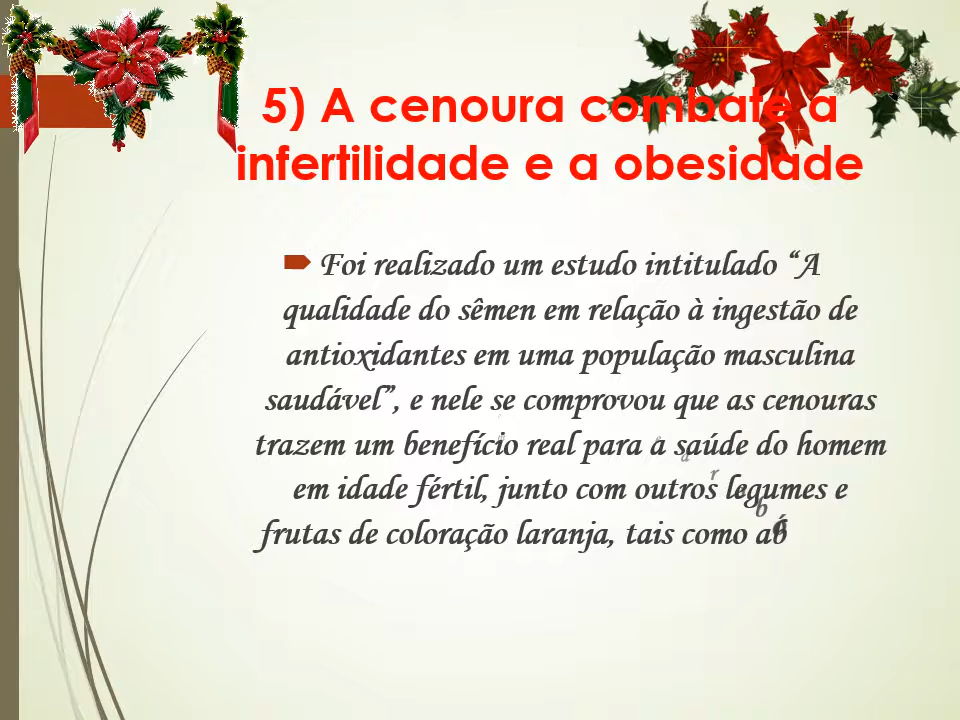 5) A cenoura combate a
infertilidade e a obesidade
Foi realizado um estudo intitulado “A
qualidade do sêmen em relação à ingestão de
antioxidantes em uma população masculina
saudável”, e nele se comprovou que as cenouras
trazem um benefício real para a saúde do homem
em idade fértil, junto com outros legumes e
frutas de coloração laranja, tais como